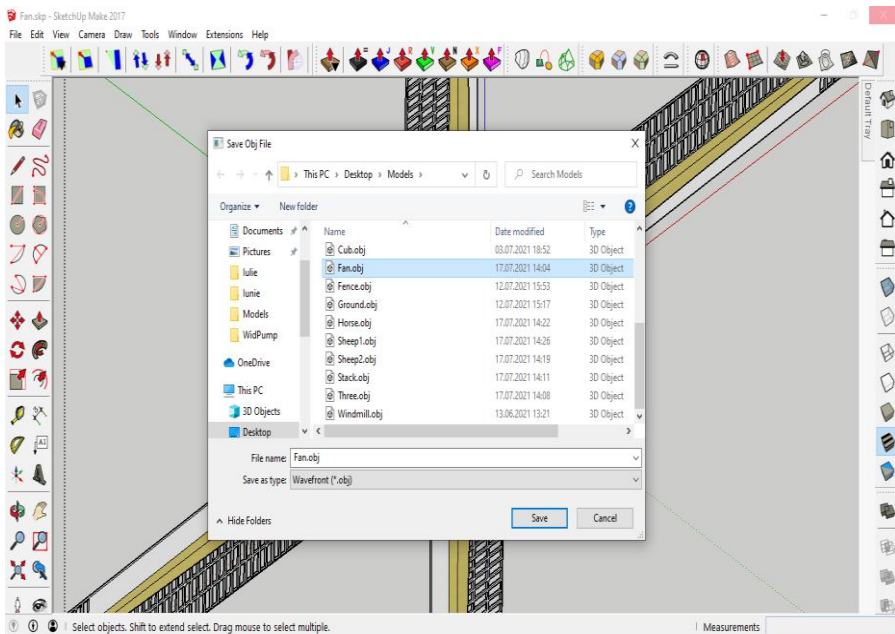 Fan.skp - SketchUp Make 2017
File Edit View Camera Draw Tools Window Extensions Help
Default Tray
Save Obj File
This PC > Desktop > Models >
Search Models
Organize
New folder
Documents
Pictures
Iulie
Iunie
Models
WidPump
OneDrive
This PC
3D Objects
Desktop
Name Date modified Type
Cub.obj 03.07.2021 18:52 3D Object
Fan.obj 17.07.2021 14:04 3D Object
Fence.obj 12.07.2021 15:53 3D Object
Ground.obj 12.07.2021 15:17 3D Object
Horse.obj 17.07.2021 14:22 3D Object
Sheep1.obj 17.07.2021 14:26 3D Object
Sheep2.obj 17.07.2021 14:19 3D Object
Stack.obj 17.07.2021 14:11 3D Object
Three.obj 17.07.2021 14:08 3D Object
Windmill.obj 13.06.2021 13:21 3D Object
File name: Fan.obj
Save as type: Wavefront (*.obj)
Hide Folders
Save
Cancel
Select objects. Shift to extend select. Drag mouse to select multiple.
Measurements